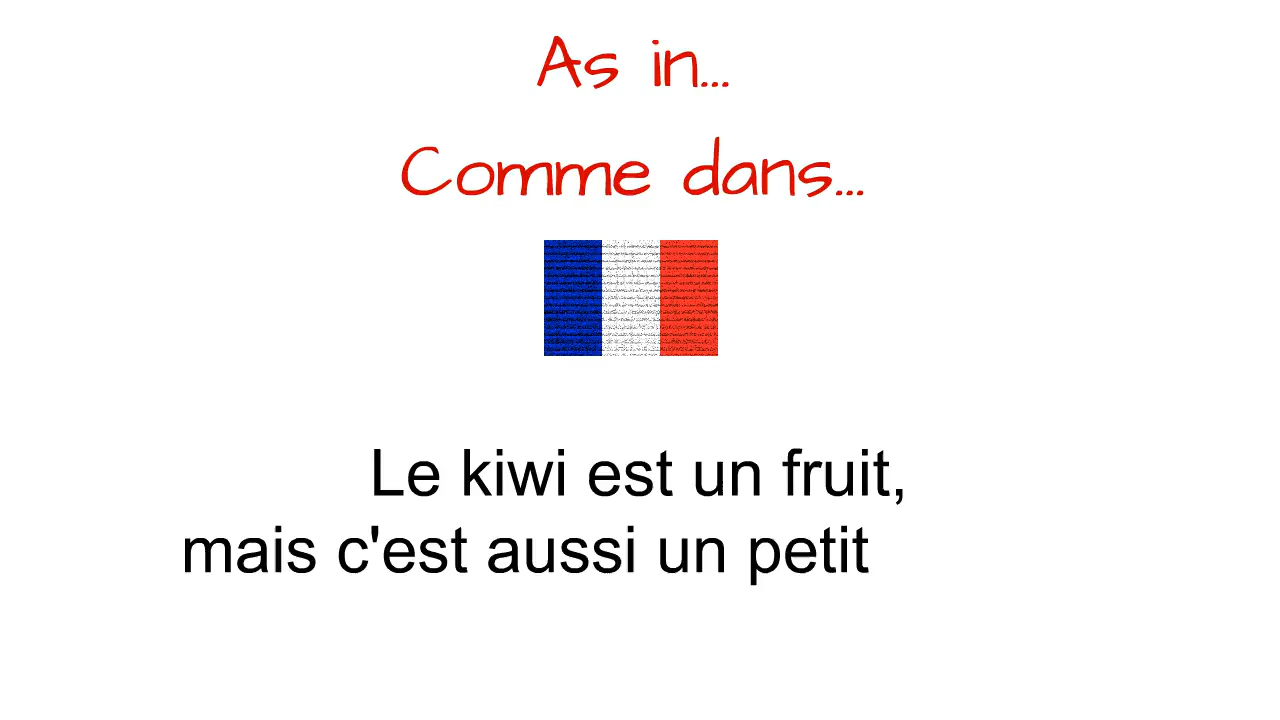 As in...
Comme dans...
Le kiwi est un fruit,
mais c'est aussi un petit